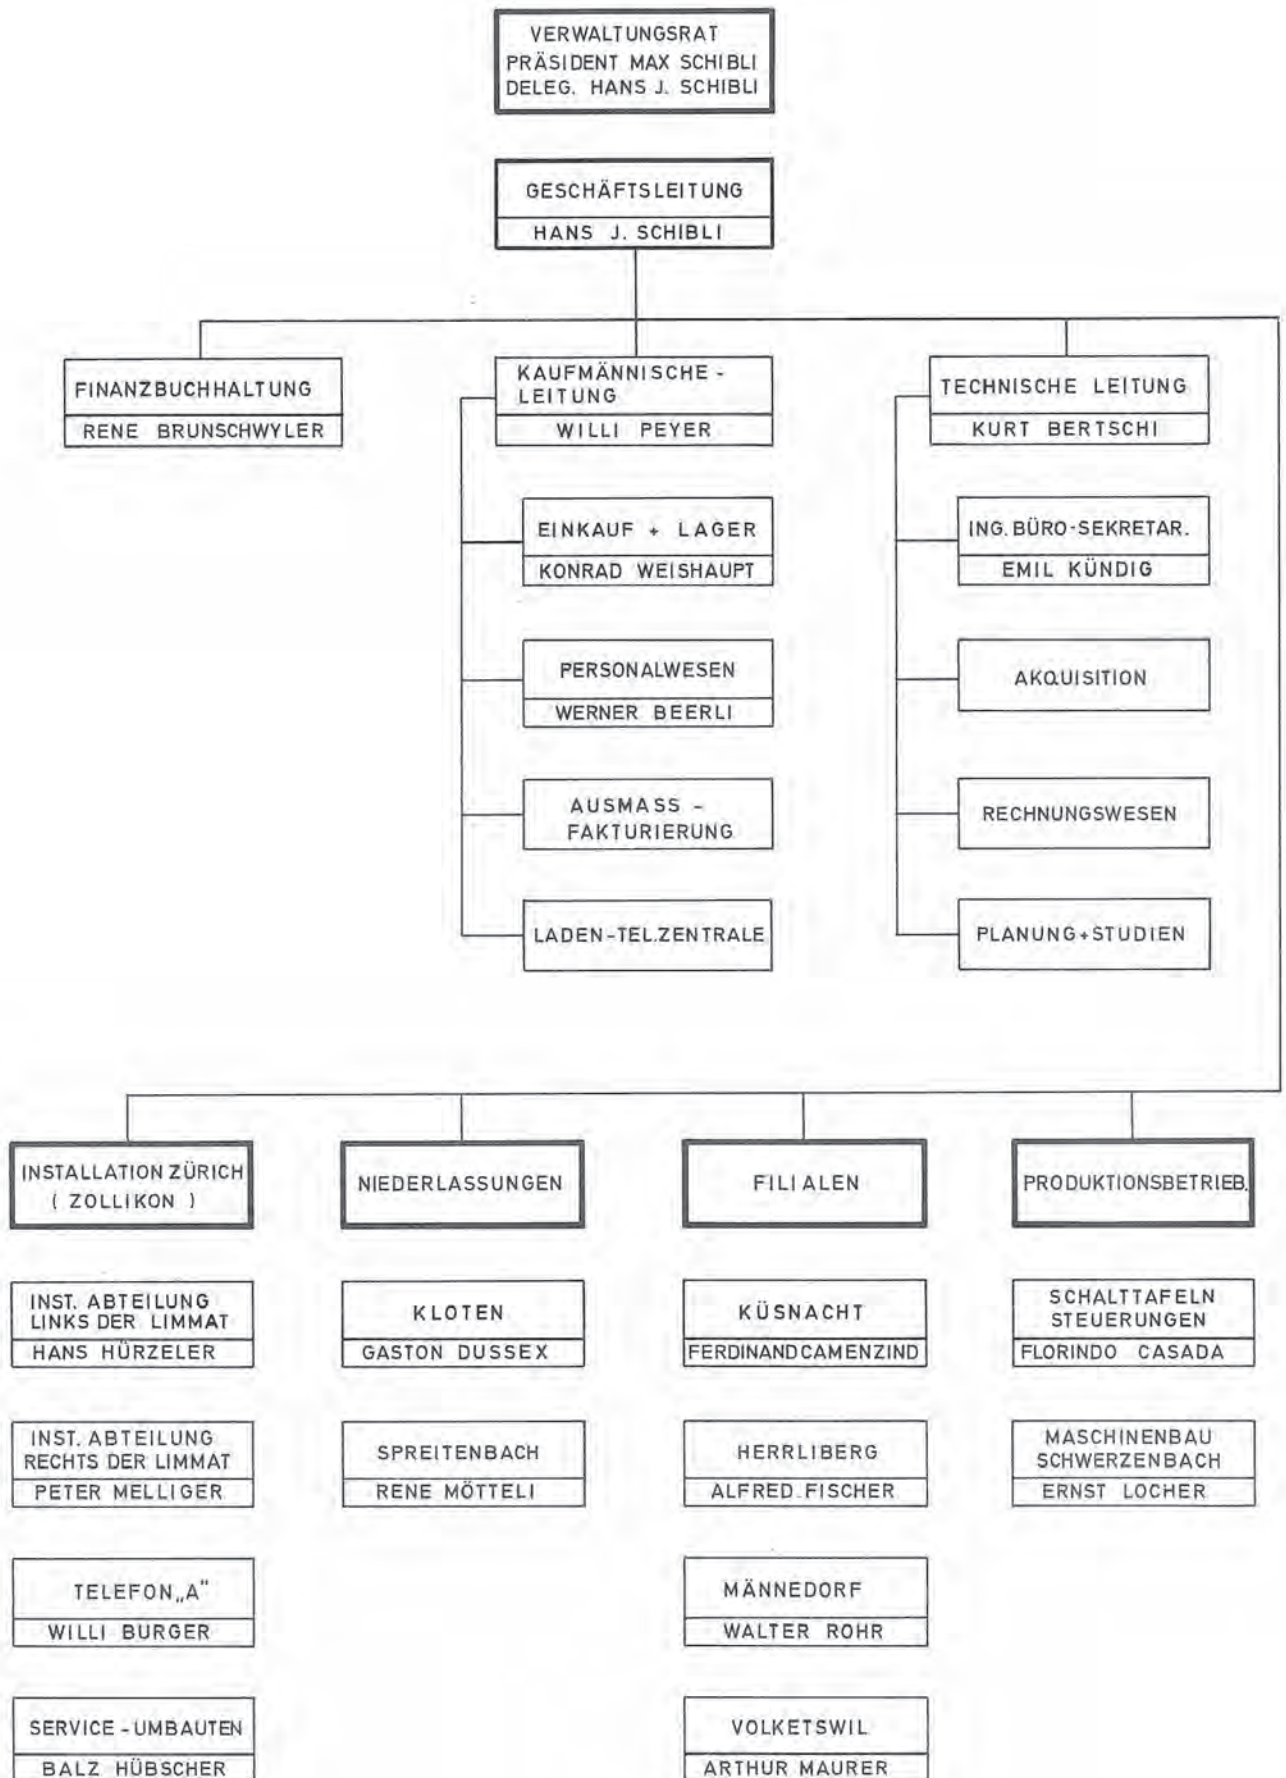 VERWALTUNGSRAT
PRÄSIDENT MAX SCHIBLI
DELEG. HANS J. SCHIBLI
GESCHÄFTSLEITUNG
HANS J. SCHIBLI
FINANZBUCHHALTUNG
RENE BRUNSCHWYLER
KAUFMÄNNISCHE-
LEITUNG
WILLI PEYER
EINKAUF + LAGER
KONRAD WEISHAUPT
PERSONALWESEN
WERNER BEERLI
AUSMASS -
FAKTURIERUNG
LADEN-TEL.ZENTRALE
TECHNISCHE LEITUNG
KURT BERTSCHI
ING. BÜRO-SEKRETAR.
EMIL KÜNDIG
AKQUISITION
RECHNUNGSWESEN
PLANUNG+STUDIEN
INSTALLATION ZÜRICH
( ZOLLIKON )
INST. ABTEILUNG
LINKS DER LIMMAT
HANS HÜRZELER
INST. ABTEILUNG
RECHTS DER LIMMAT
PETER MELLIGER
TELEFON „A"
WILLI BURGER
SERVICE - UMBAUTEN
BALZ HÜBSCHER
NIEDERLASSUNGEN
KLOTEN
GASTON DUSSEX
SPREITENBACH
RENE MÖTTELI
FILIALEN
KÜSNACHT
FERDINAND CAMENZIND
HERRLIBERG
ALFRED FISCHER
MÄNNEDORF
WALTER ROHR
VOLKETSWIL
ARTHUR MAURER
PRODUKTIONSBETRIEB.
SCHALTTAFELN
STEUERUNGEN
FLORINDO CASADA
MASCHINENBAU
SCHWERZENBACH
ERNST LOCHER